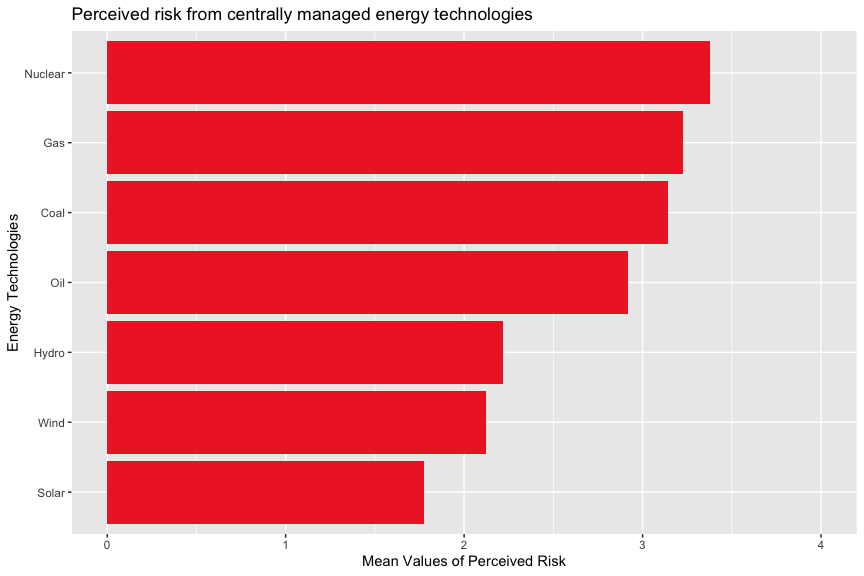 Perceived risk from centrally managed energy technologies
Energy Technologies
Nuclear
Gas
Coal
Oil
Hydro
Wind
Solar
0 1 2 3 4
Mean Values of Perceived Risk